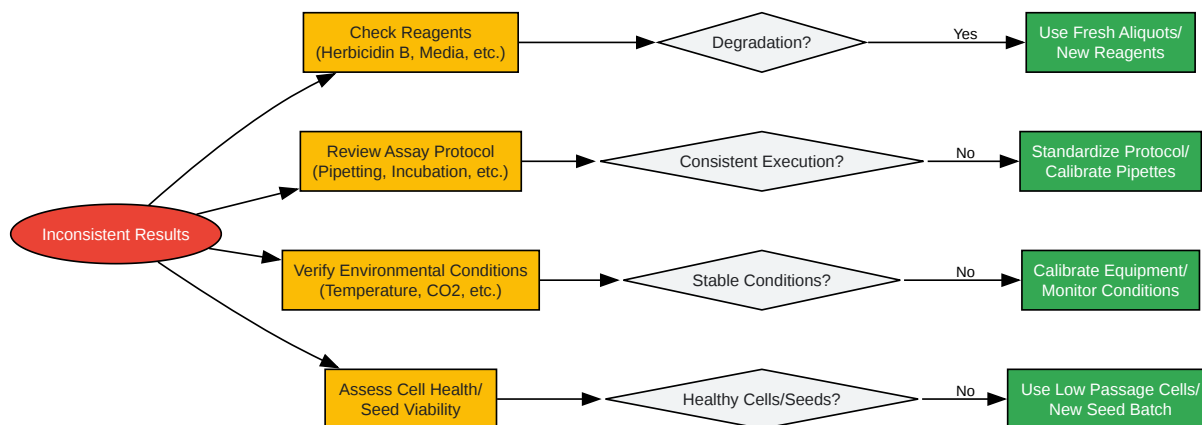 Check Reagents
(Herbicidin B, Media, etc.)
Degradation?
Yes
Use Fresh Aliquots/
New Reagents
Review Assay Protocol
(Pipetting, Incubation, etc.)
Consistent Execution?
No
Standardize Protocol/
Calibrate Pipettes
Inconsistent Results
Verify Environmental Conditions
(Temperature, CO2, etc.)
Stable Conditions?
No
Calibrate Equipment/
Monitor Conditions
Assess Cell Health/
Seed Viability
Healthy Cells/Seeds?
No
Use Low Passage Cells/
New Seed Batch